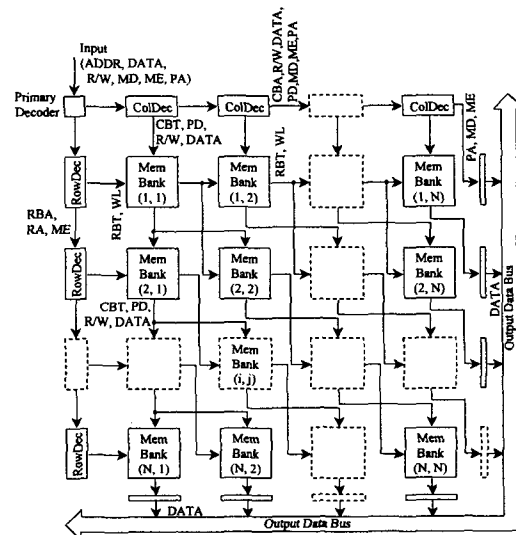 Input
(ADDR, DATA,
R/W, MD, ME, PA)
Primary
Decoder
ColDec
ColDec
ColDec
CBA,R/W,DATA,
PD,MD,ME,PA
PA, MD, ME
CBT, PD,
R/W, DATA
RBT, WL
RowDec
Mem
Bank
(1, 1)
Mem
Bank
(1, 2)
Mem
Bank
(1, N)
RBA,
RA, ME
RBT, WL
RowDec
Mem
Bank
(2, 1)
Mem
Bank
(2, 2)
Mem
Bank
(2, N)
DATA
Output Data Bus
CBT, PD,
R/W, DATA
Mem
Bank
(i, j)
RowDec
Mem
Bank
(N, 1)
Mem
Bank
(N, 2)
Mem
Bank
(N, N)
DATA
Output Data Bus